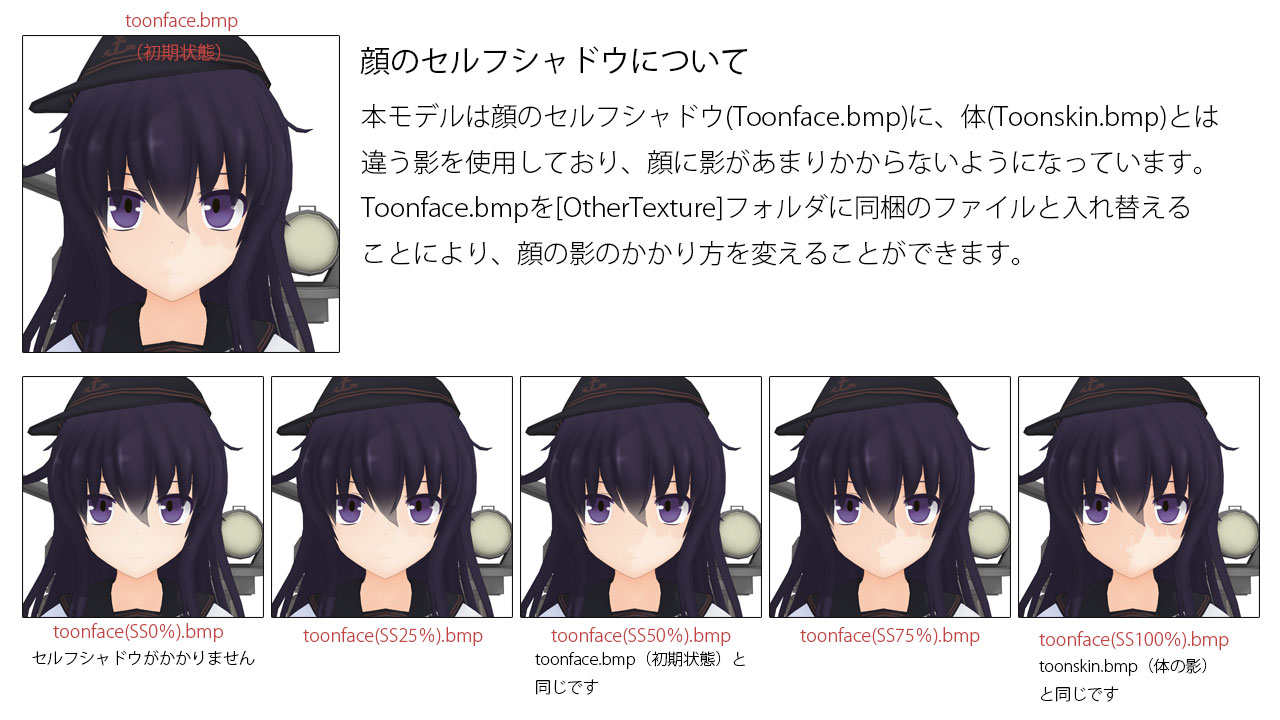 toonface.bmp
（初期状態）
顔のセルフシャドウについて
本モデルは顔のセルフシャドウ(Toonface.bmp)に、体(Toonskin.bmp)とは
違う影を使用しており、顔に影があまりかからないようになっています。
Toonface.bmpを[OtherTexture]フォルダに同梱のファイルと入れ替える
ことにより、顔の影のかかり方を変えることができます。
toonface(SS0%).bmp
セルフシャドウがかかりません
toonface(SS25%).bmp
toonface(SS50%).bmp
toonface.bmp（初期状態）と
同じです
toonface(SS75%).bmp
toonface(SS100%).bmp
toonskin.bmp（体の影）
と同じです